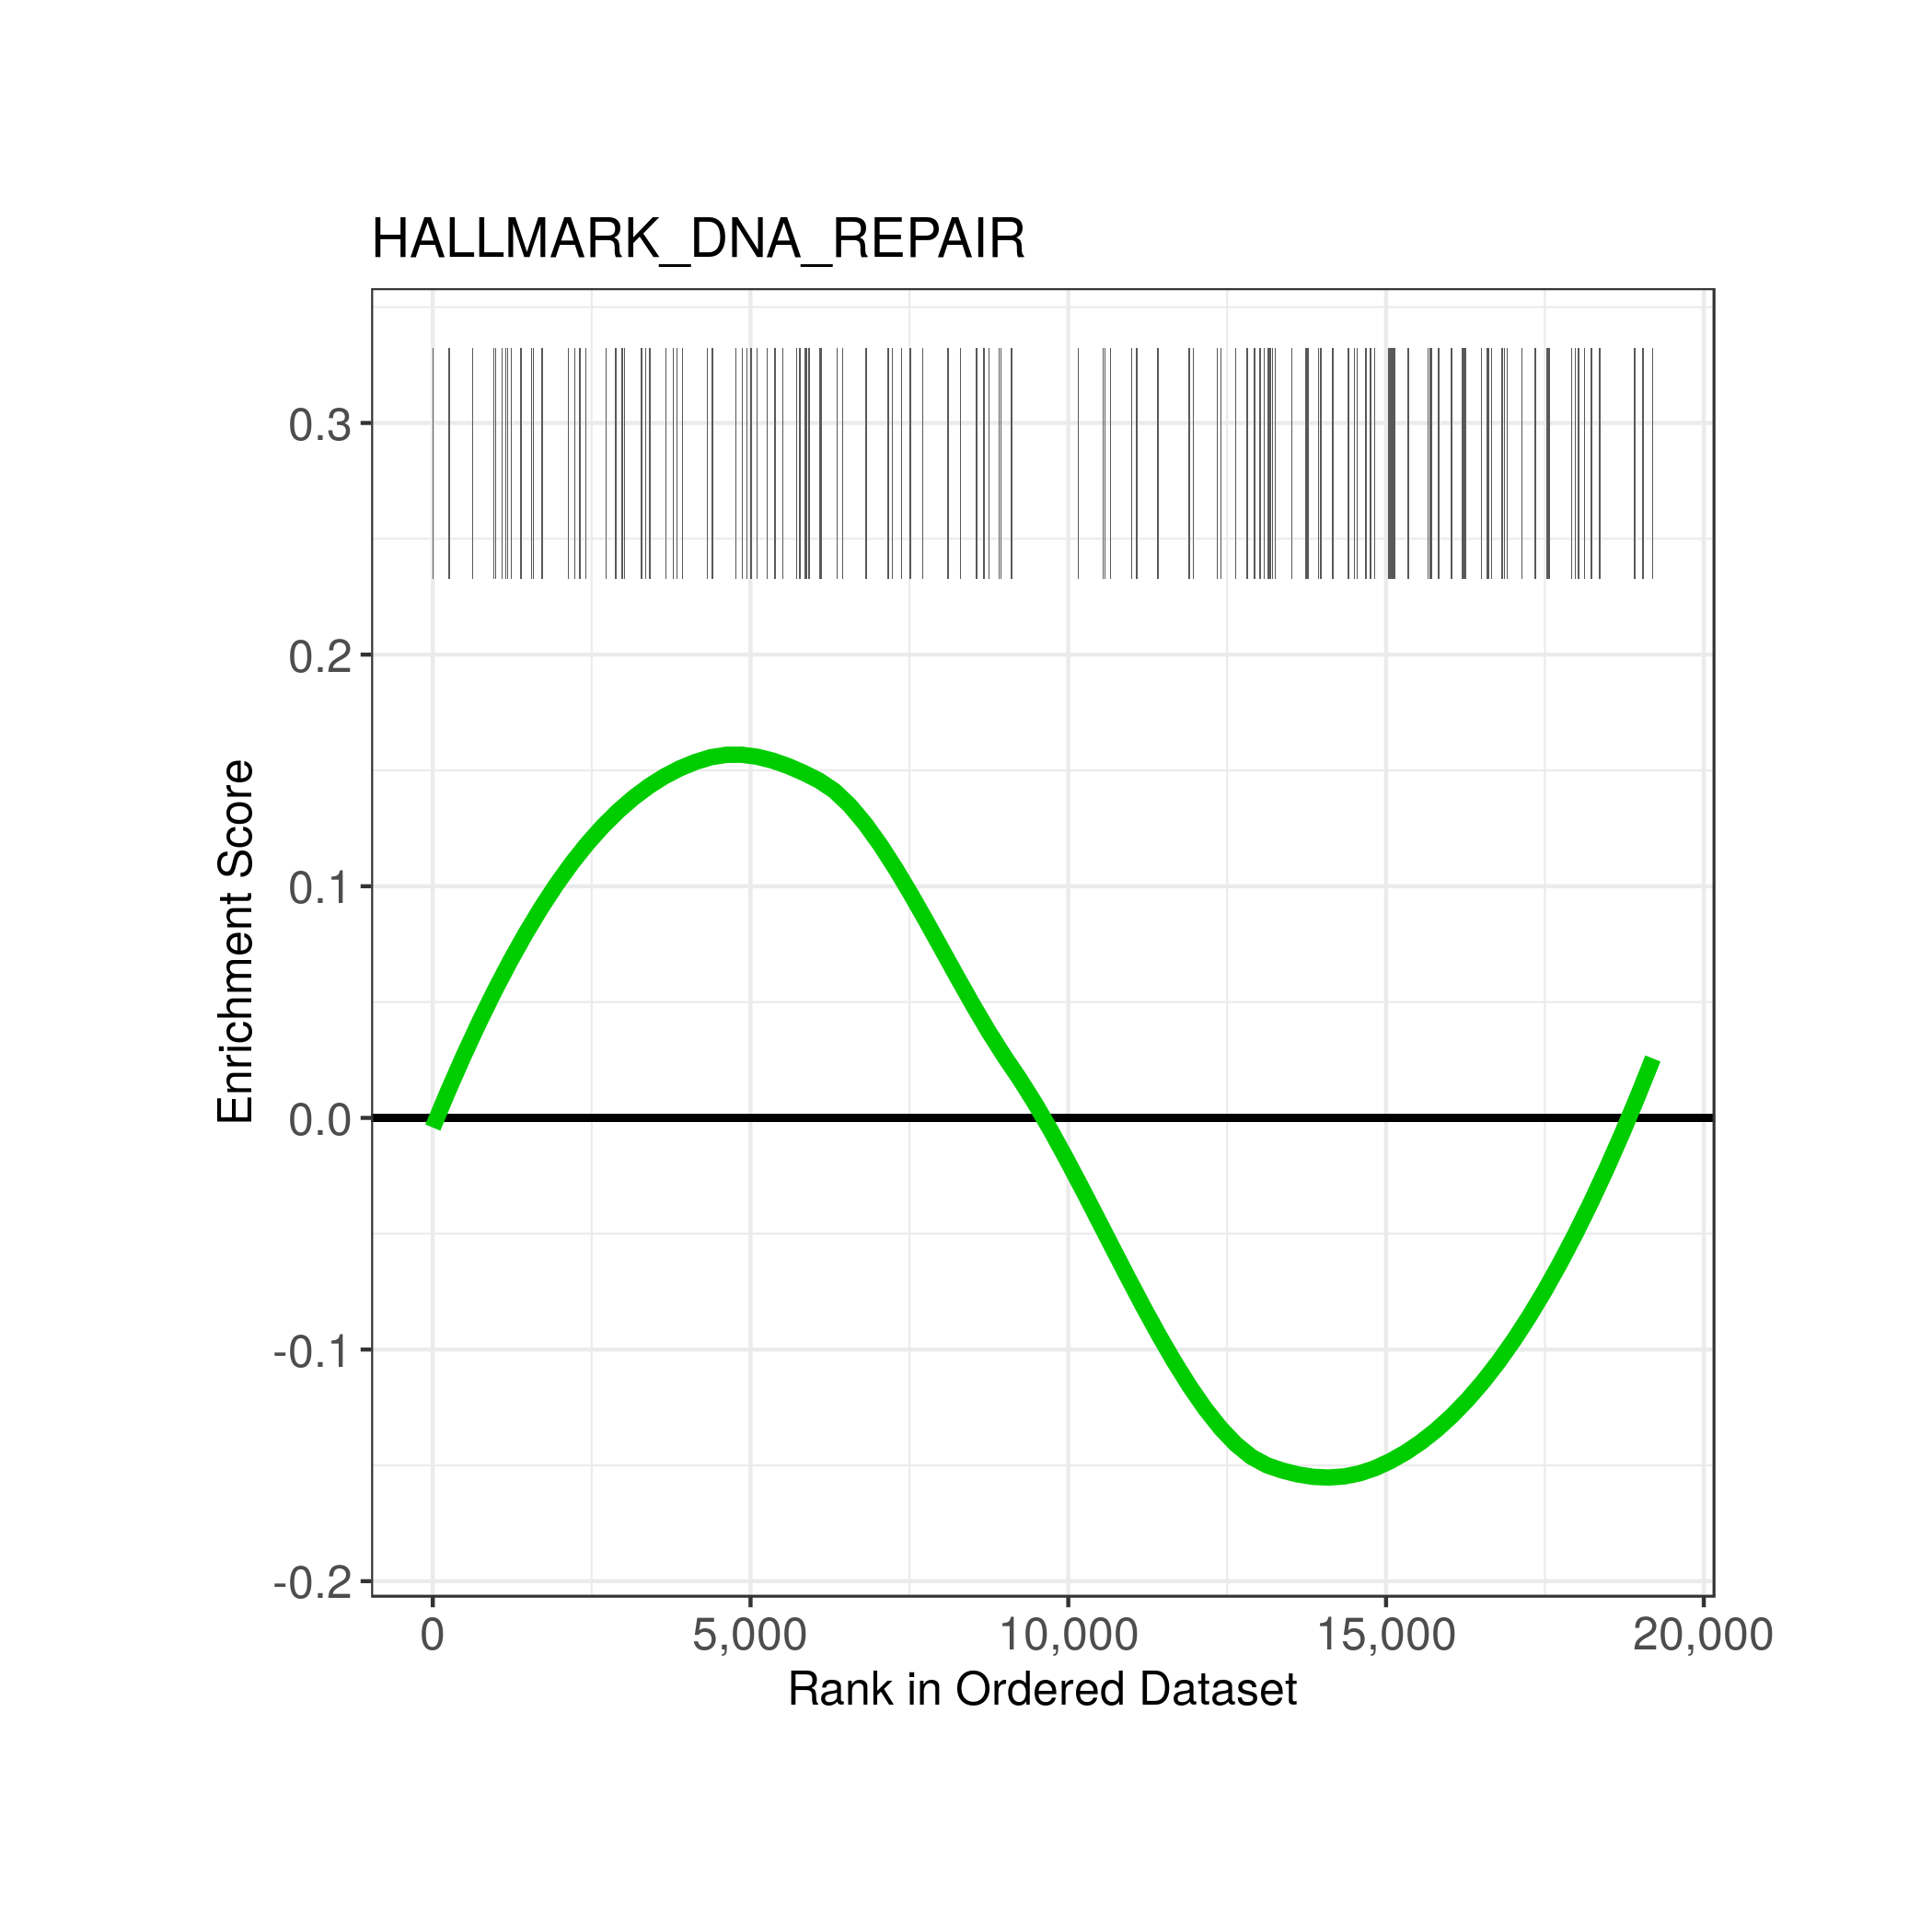 HALLMARK_DNA_REPAIR
Enrichment Score
0.3
0.2
0.1
0.0
-0.1
-0.2
0 5,000 10,000 15,000 20,000
Rank in Ordered Dataset